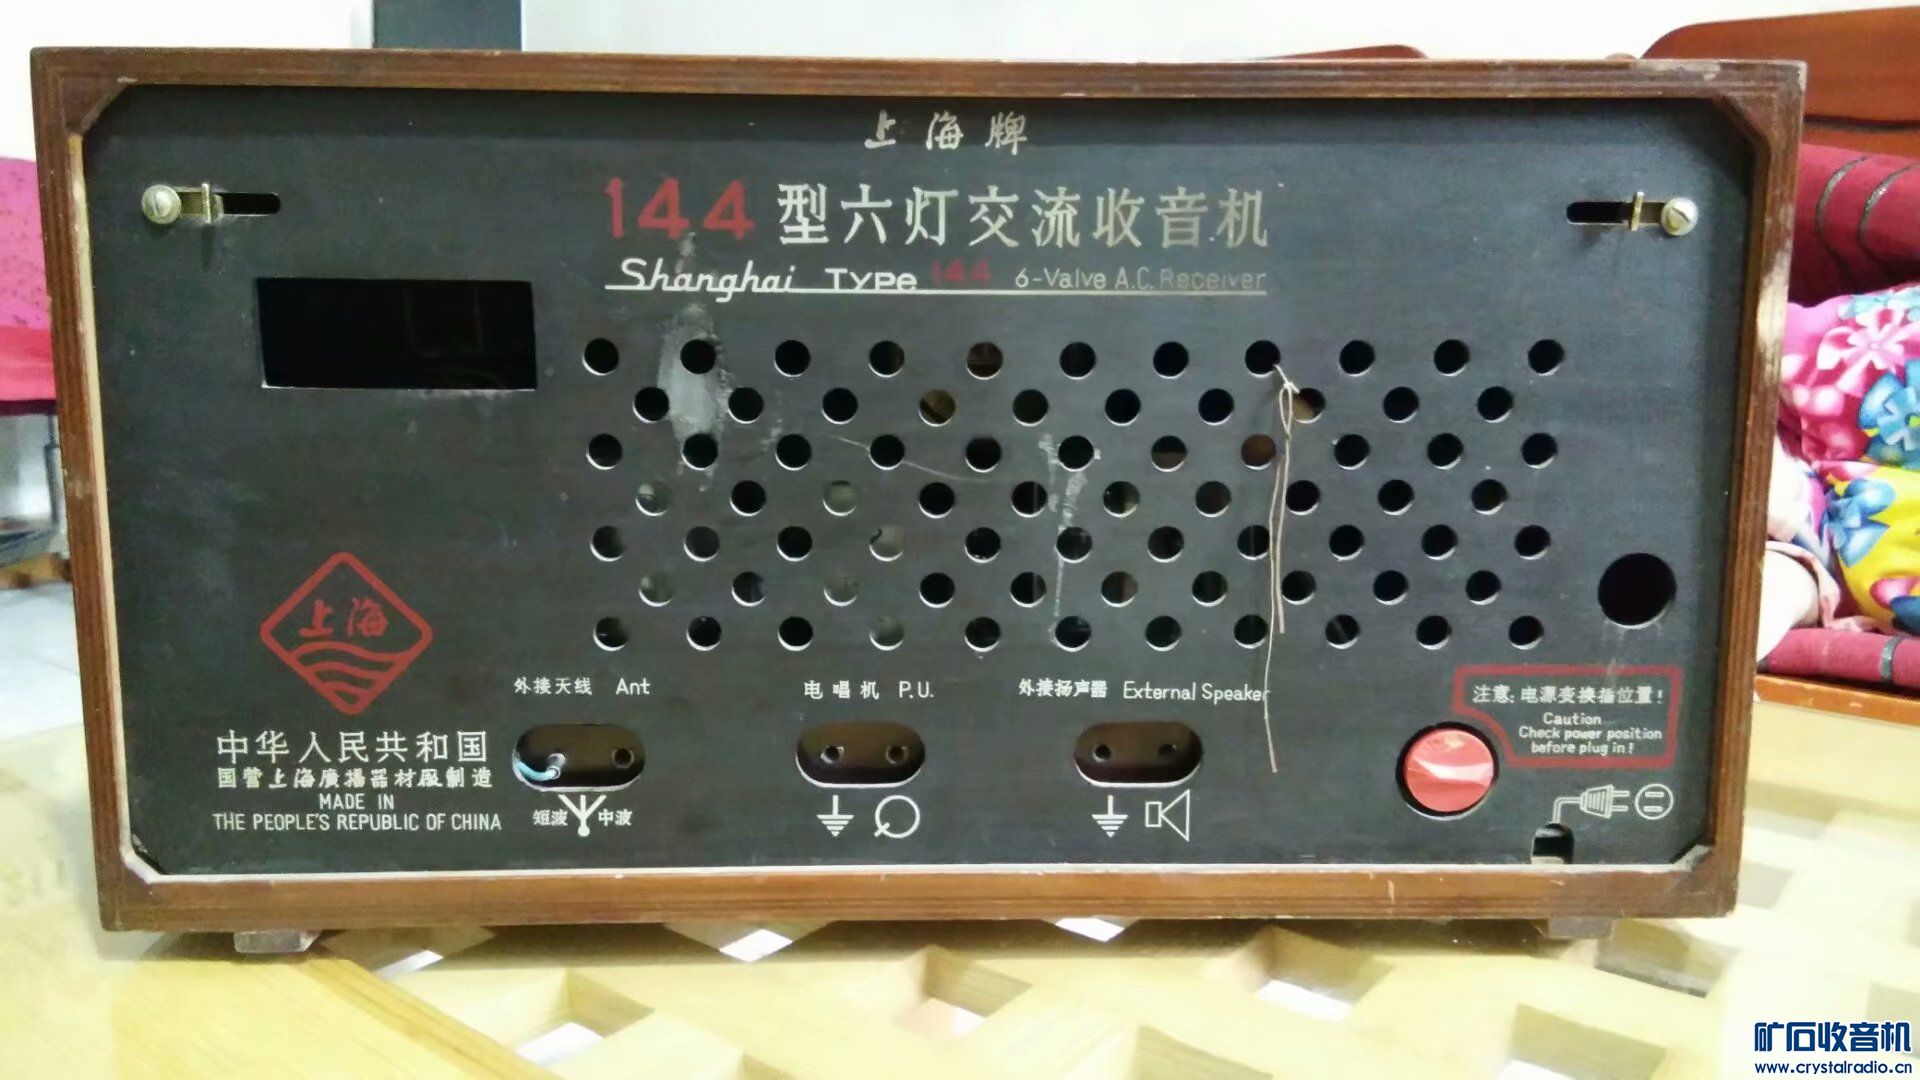 上海牌
144型六灯交流收音机
Shanghai TYPe 144 6-Valve A.C. Receiver
上海
外接天线 Ant
电唱机 P.U.
外接扬声器 External Speaker
注意:电源变换插位置!
Caution
Check power position
before plug in!
中华人民共和国
国营上海廣播器材厰制造
MADE IN
THE PEOPLE'S REPUBLIC OF CHINA
短波 中波
矿石收音机
www.crystalradio.cn